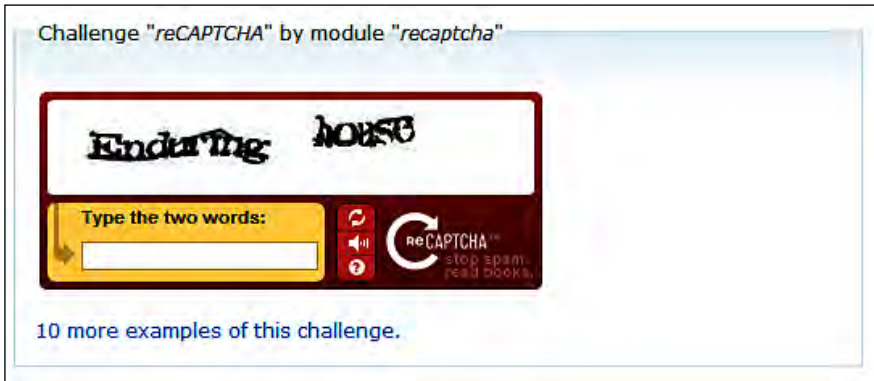 Challenge "reCAPTCHA" by module "recaptcha"
Enduring house
Type the two words:
reCAPTCHA™
stop spam.
read books.
10 more examples of this challenge.